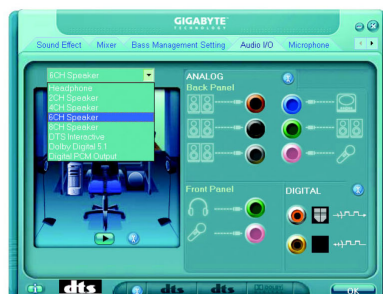 GIGABYTE
TECHNOLOGY
Sound Effect Mixer Bass Management Setting Audio I/O Microphone
6CH Speaker
Headphone
2CH Speaker
4CH Speaker
6CH Speaker
8CH Speaker
DTS Interactive
Dolby Digital 5.1
Digital PCM Output
ANALOG
Back Panel
Front Panel
DIGITAL
dts dts dts
OK